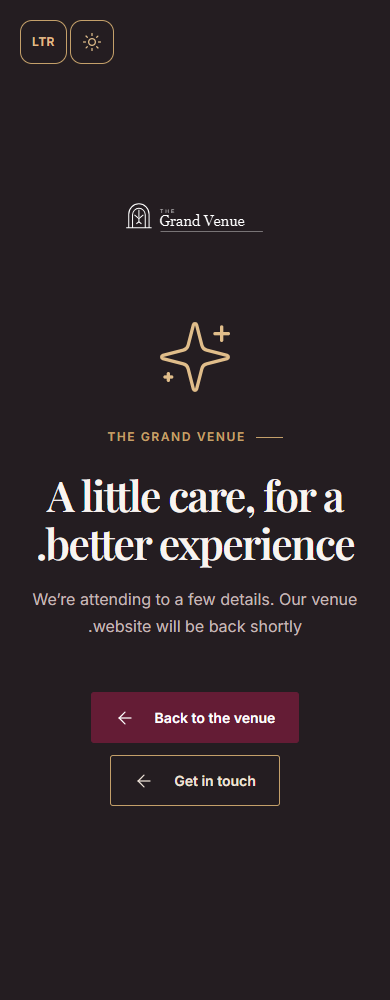 LTR
THE
Grand Venue
THE GRAND VENUE
A little care, for a
.better experience
We’re attending to a few details. Our venue
.website will be back shortly
Back to the venue
Get in touch